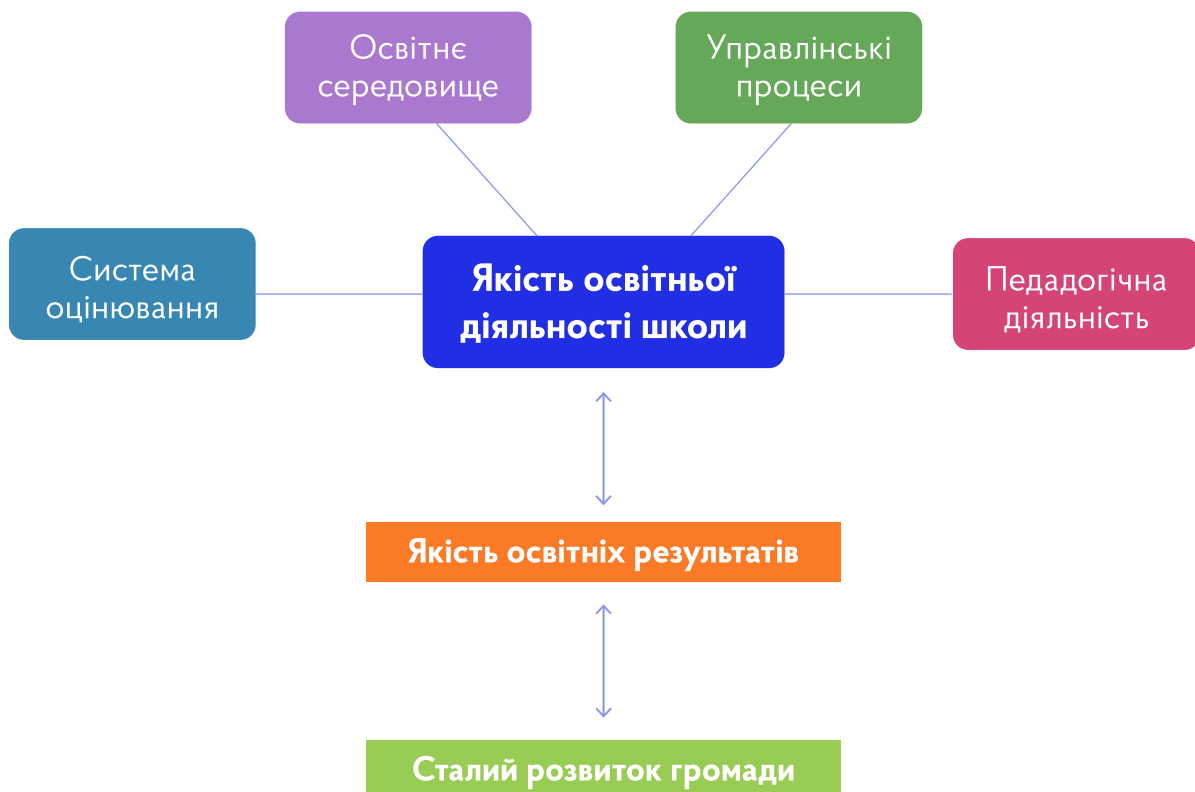 Освітнє
середовище
Управлінські
процеси
Система
оцінювання
Якість освітньої
діяльності школи
Педагогічна
діяльність
Якість освітніх результатів
Сталий розвиток громади